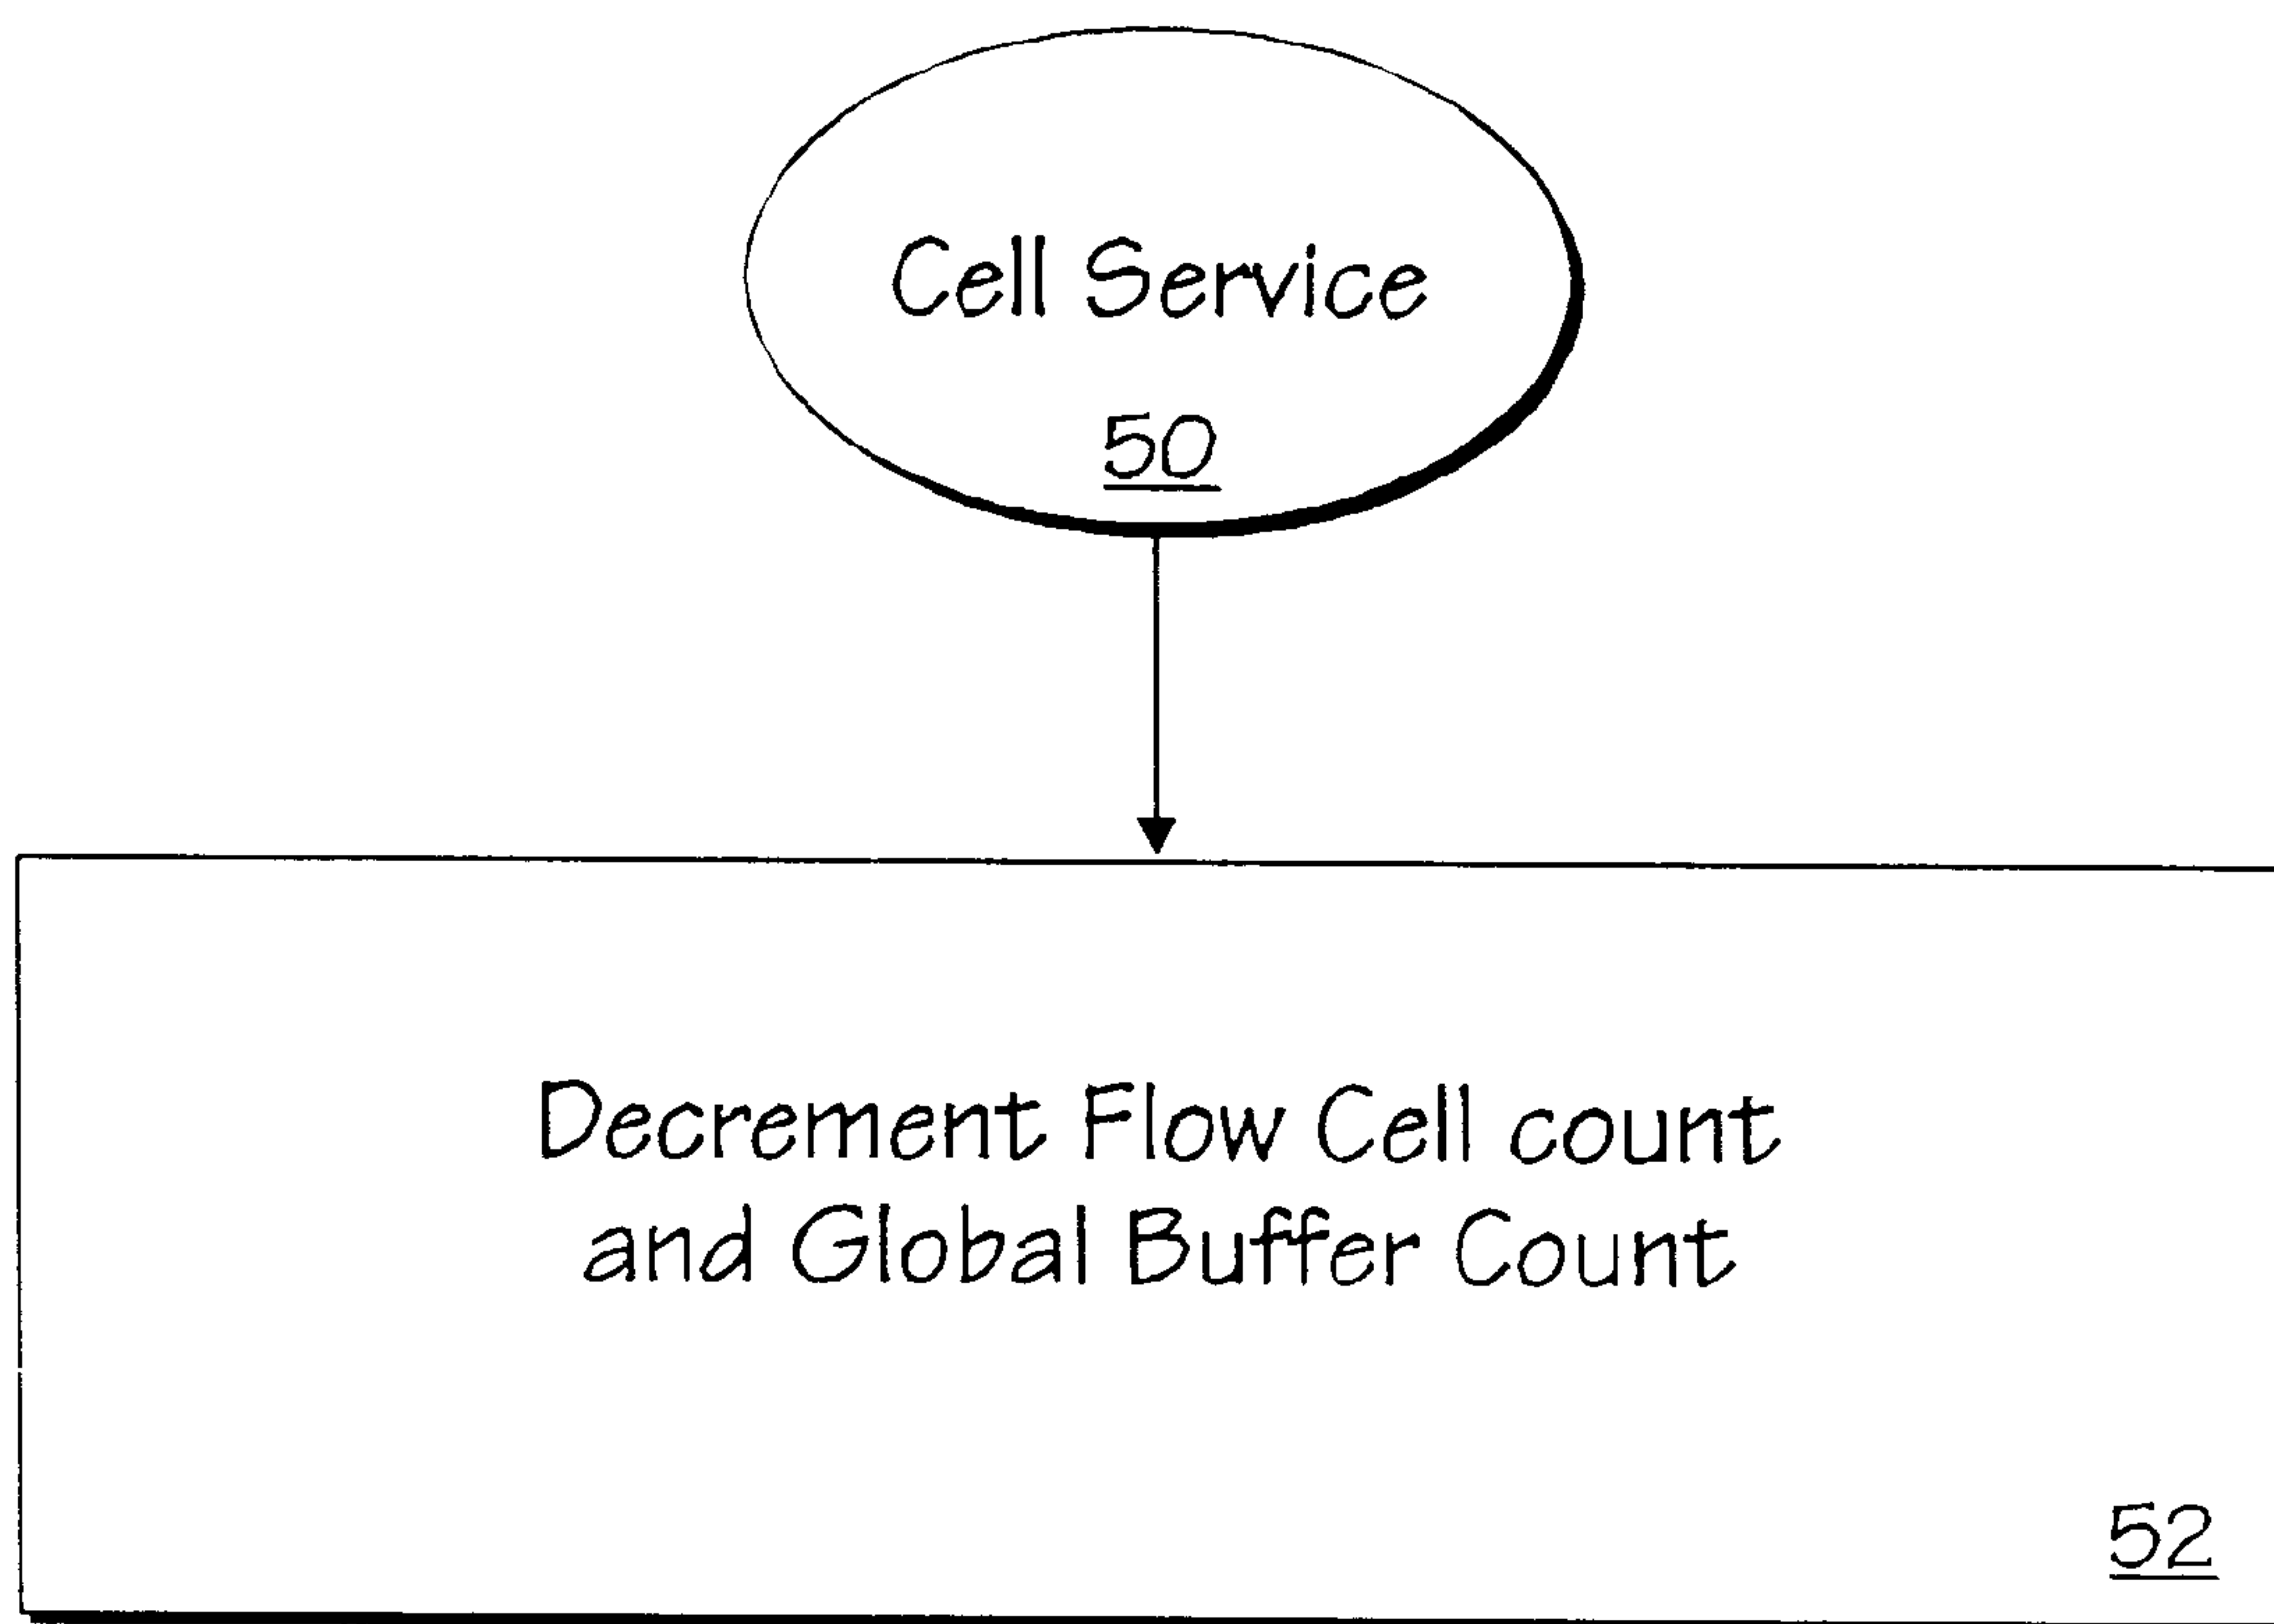 Cell Service
50
Decrement Flow Cell count
and Global Buffer Count
52